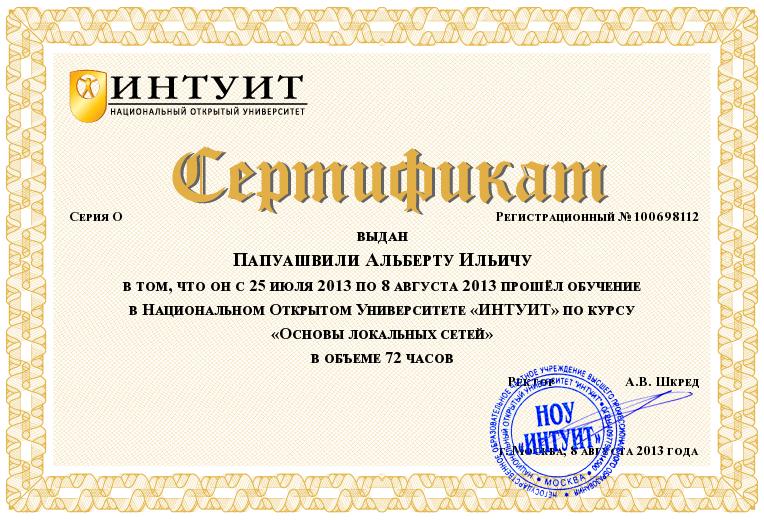 ИНТУИТ
НАЦИОНАЛЬНЫЙ ОТКРЫТЫЙ УНИВЕРСИТЕТ
Сертификат
Серия О Регистрационный № 100698112
выдан
Папуашвили Альберту Ильичу
в том, что он с 25 июля 2013 по 8 августа 2013 прошёл обучение
в Национальном Открытом Университете «ИНТУИТ» по курсу
«Основы локальных сетей»
в объеме 72 часов
Ректор А.В. Шкред
НОУ
«ИНТУИТ»
* МОСКВА *
г. Москва, 8 августа 2013 года